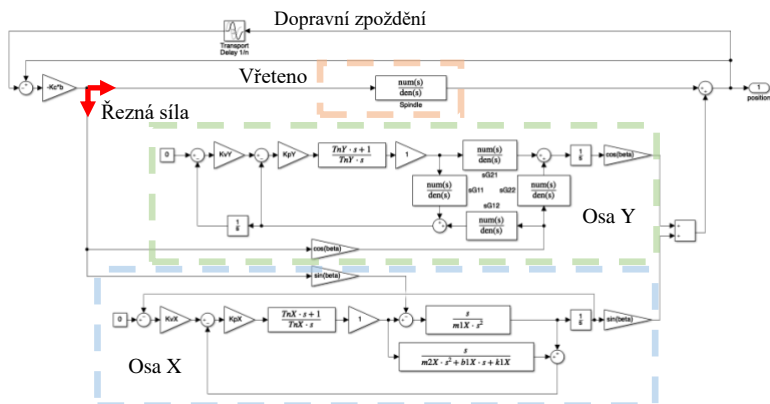 Dopravní zpoždění
Transport
Delay 1/n
Vřeteno
-Kc*b
num(s)
den(s)
Spindle
1
position
Řezná síla
0
KvY
KpY
TnY · s+1
TnY · s
1
num(s)
den(s)
sG21
1
s
cos(beta)
num(s)
den(s)
sG11
sG22
num(s)
den(s)
sG12
num(s)
den(s)
1
s
Osa Y
cos(beta)
sin(beta)
0
KvX
KpX
TnX · s+1
TnX · s
1
s
m1X · s²
1
s
sin(beta)
s
m2X · s² + b1X · s + k1X
Osa X